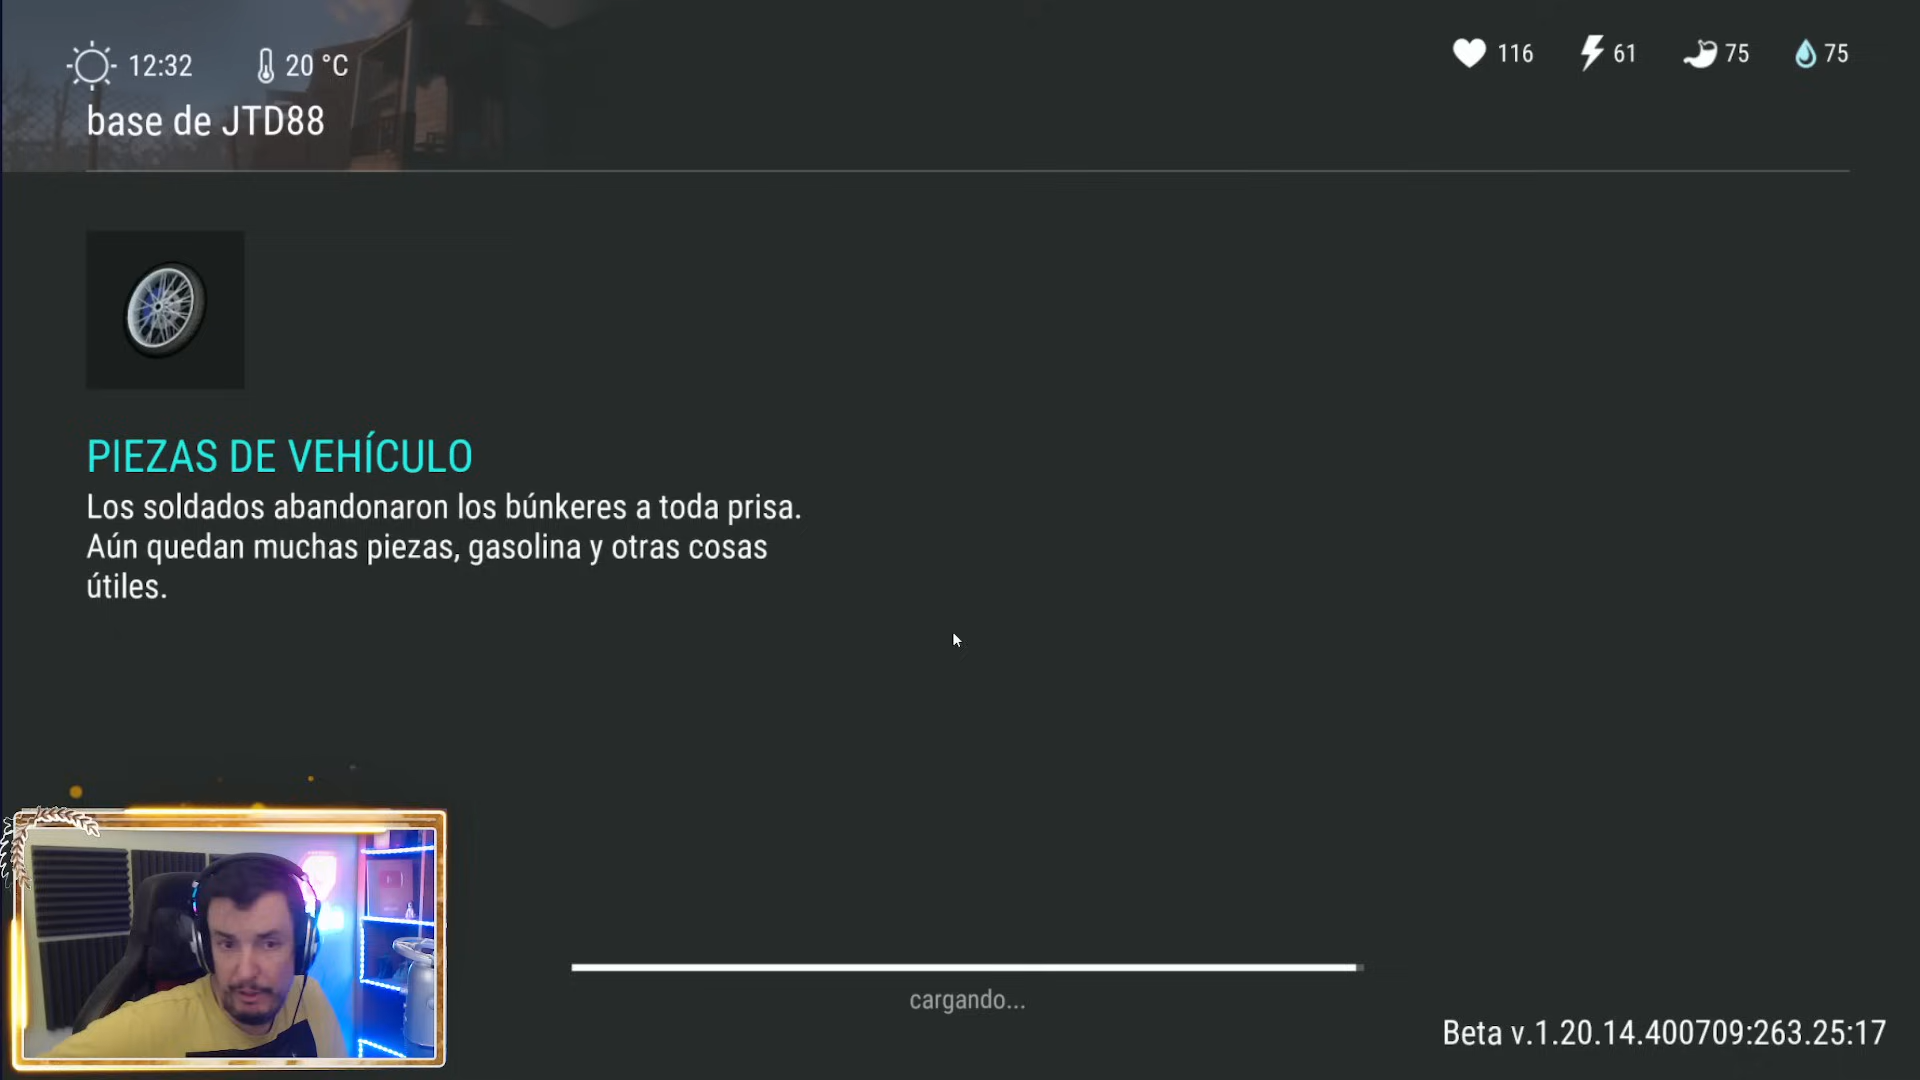 12:32
20 °C
116
61
75
75
base de JTD88
PIEZAS DE VEHÍCULO
Los soldados abandonaron los búnkeres a toda prisa.
Aún quedan muchas piezas, gasolina y otras cosas
útiles.
cargando...
Beta v.1.20.14.400709:263.25:17